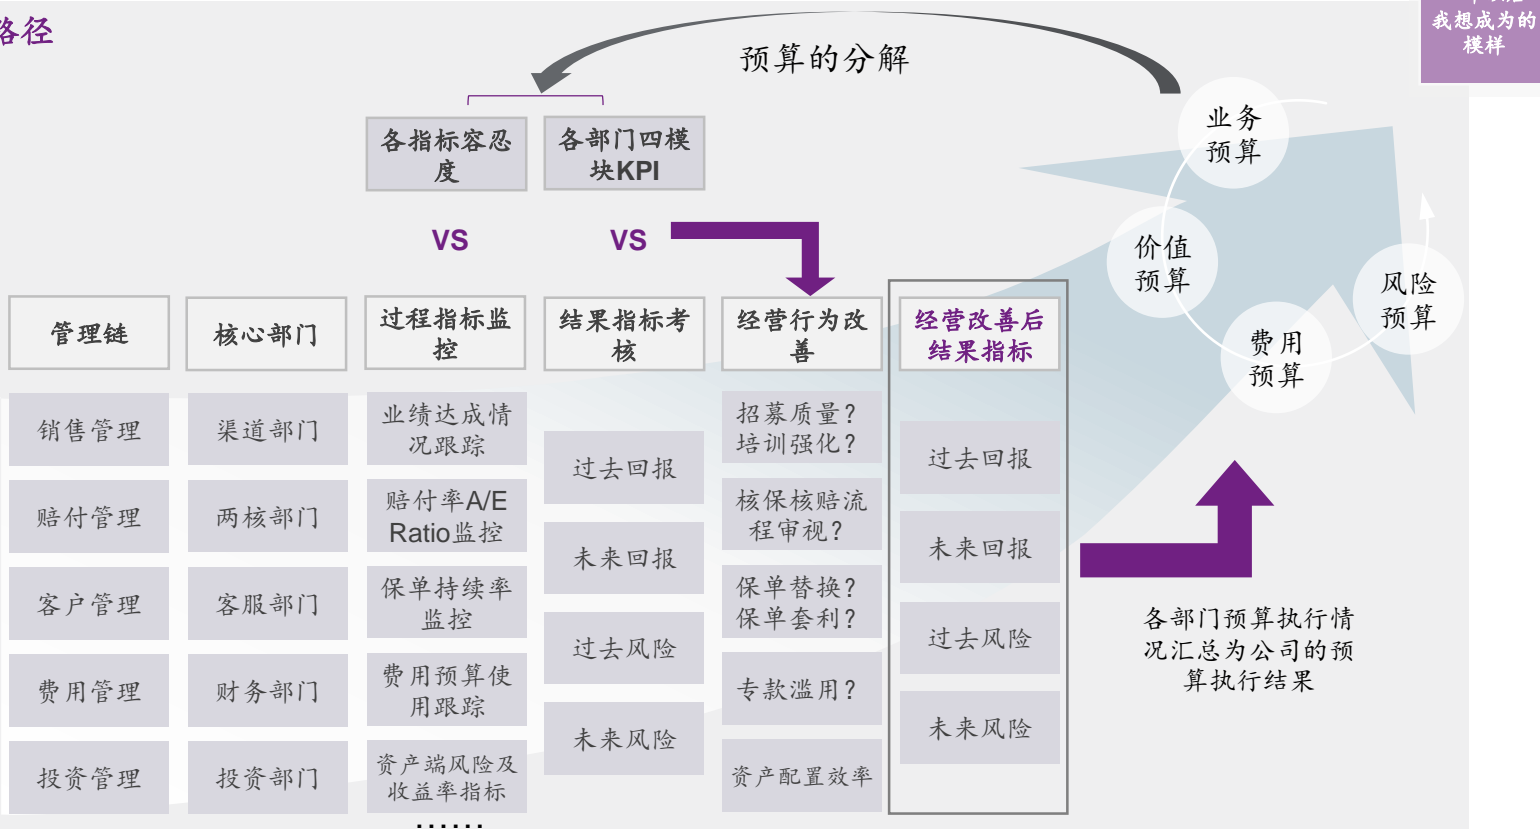 路径
我想成为的
模样
预算的分解
各指标容忍
度
各部门四模
块KPI
VS
VS
业务
预算
价值
预算
费用
预算
风险
预算
管理链
核心部门
过程指标监
控
结果指标考
核
经营行为改
善
经营改善后
结果指标
销售管理
渠道部门
业绩达成情
况跟踪
招募质量?
培训强化?
赔付管理
两核部门
赔付率A/E
Ratio监控
核保核赔流
程审视?
客户管理
客服部门
保单持续率
监控
保单替换?
保单套利?
费用管理
财务部门
费用预算使
用跟踪
专款滥用?
投资管理
投资部门
资产端风险及
收益率指标
资产配置效率
......
过去回报
未来回报
过去风险
未来风险
过去回报
未来回报
过去风险
未来风险
各部门预算执行情
况汇总为公司的预
算执行结果